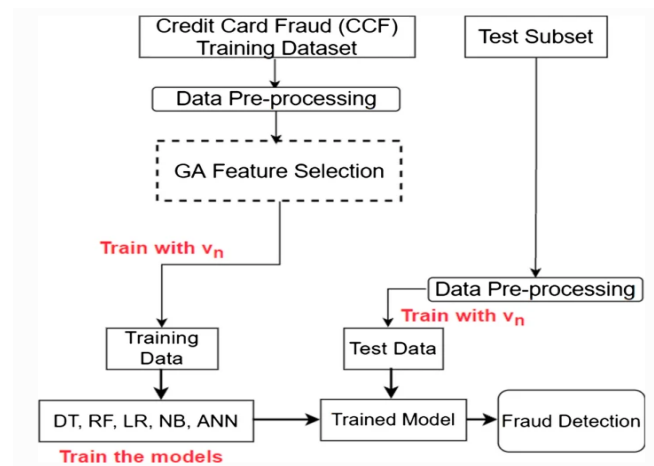 Credit Card Fraud (CCF)
Training Dataset
Test Subset
Data Pre-processing
GA Feature Selection
Train with vn
Data Pre-processing
Train with vn
Training
Data
Test Data
DT, RF, LR, NB, ANN
Trained Model
Fraud Detection
Train the models